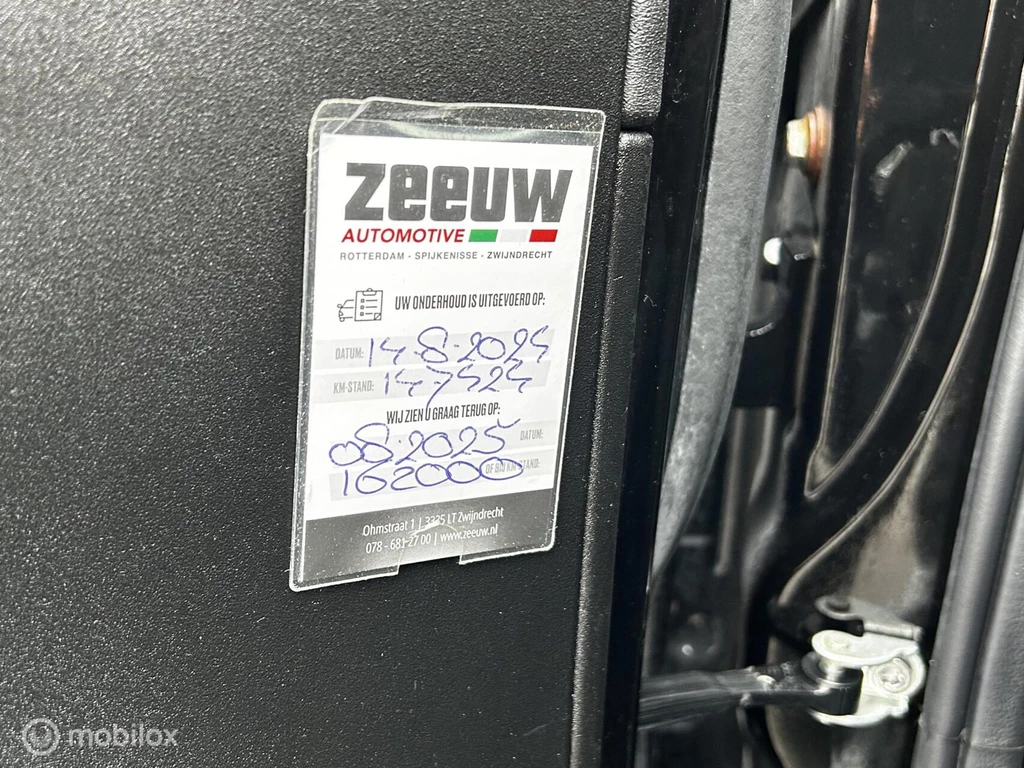 zeeuw
AUTOMOTIVE
ROTTERDAM - SPIJKENISSE - ZWIJNDRECHT
UW ONDERHOUD IS UITGEVOERD OP:
DATUM: 14-8-2024
KM-STAND: 147424
WIJ ZIEN U GRAAG TERUG OP:
08-2025 DATUM:
162000 OF BIJ KM-STAND:
Ohmstraat 1 | 3335 LT Zwijndrecht
078 - 681 27 00 | www.zeeuw.nl
mobilox